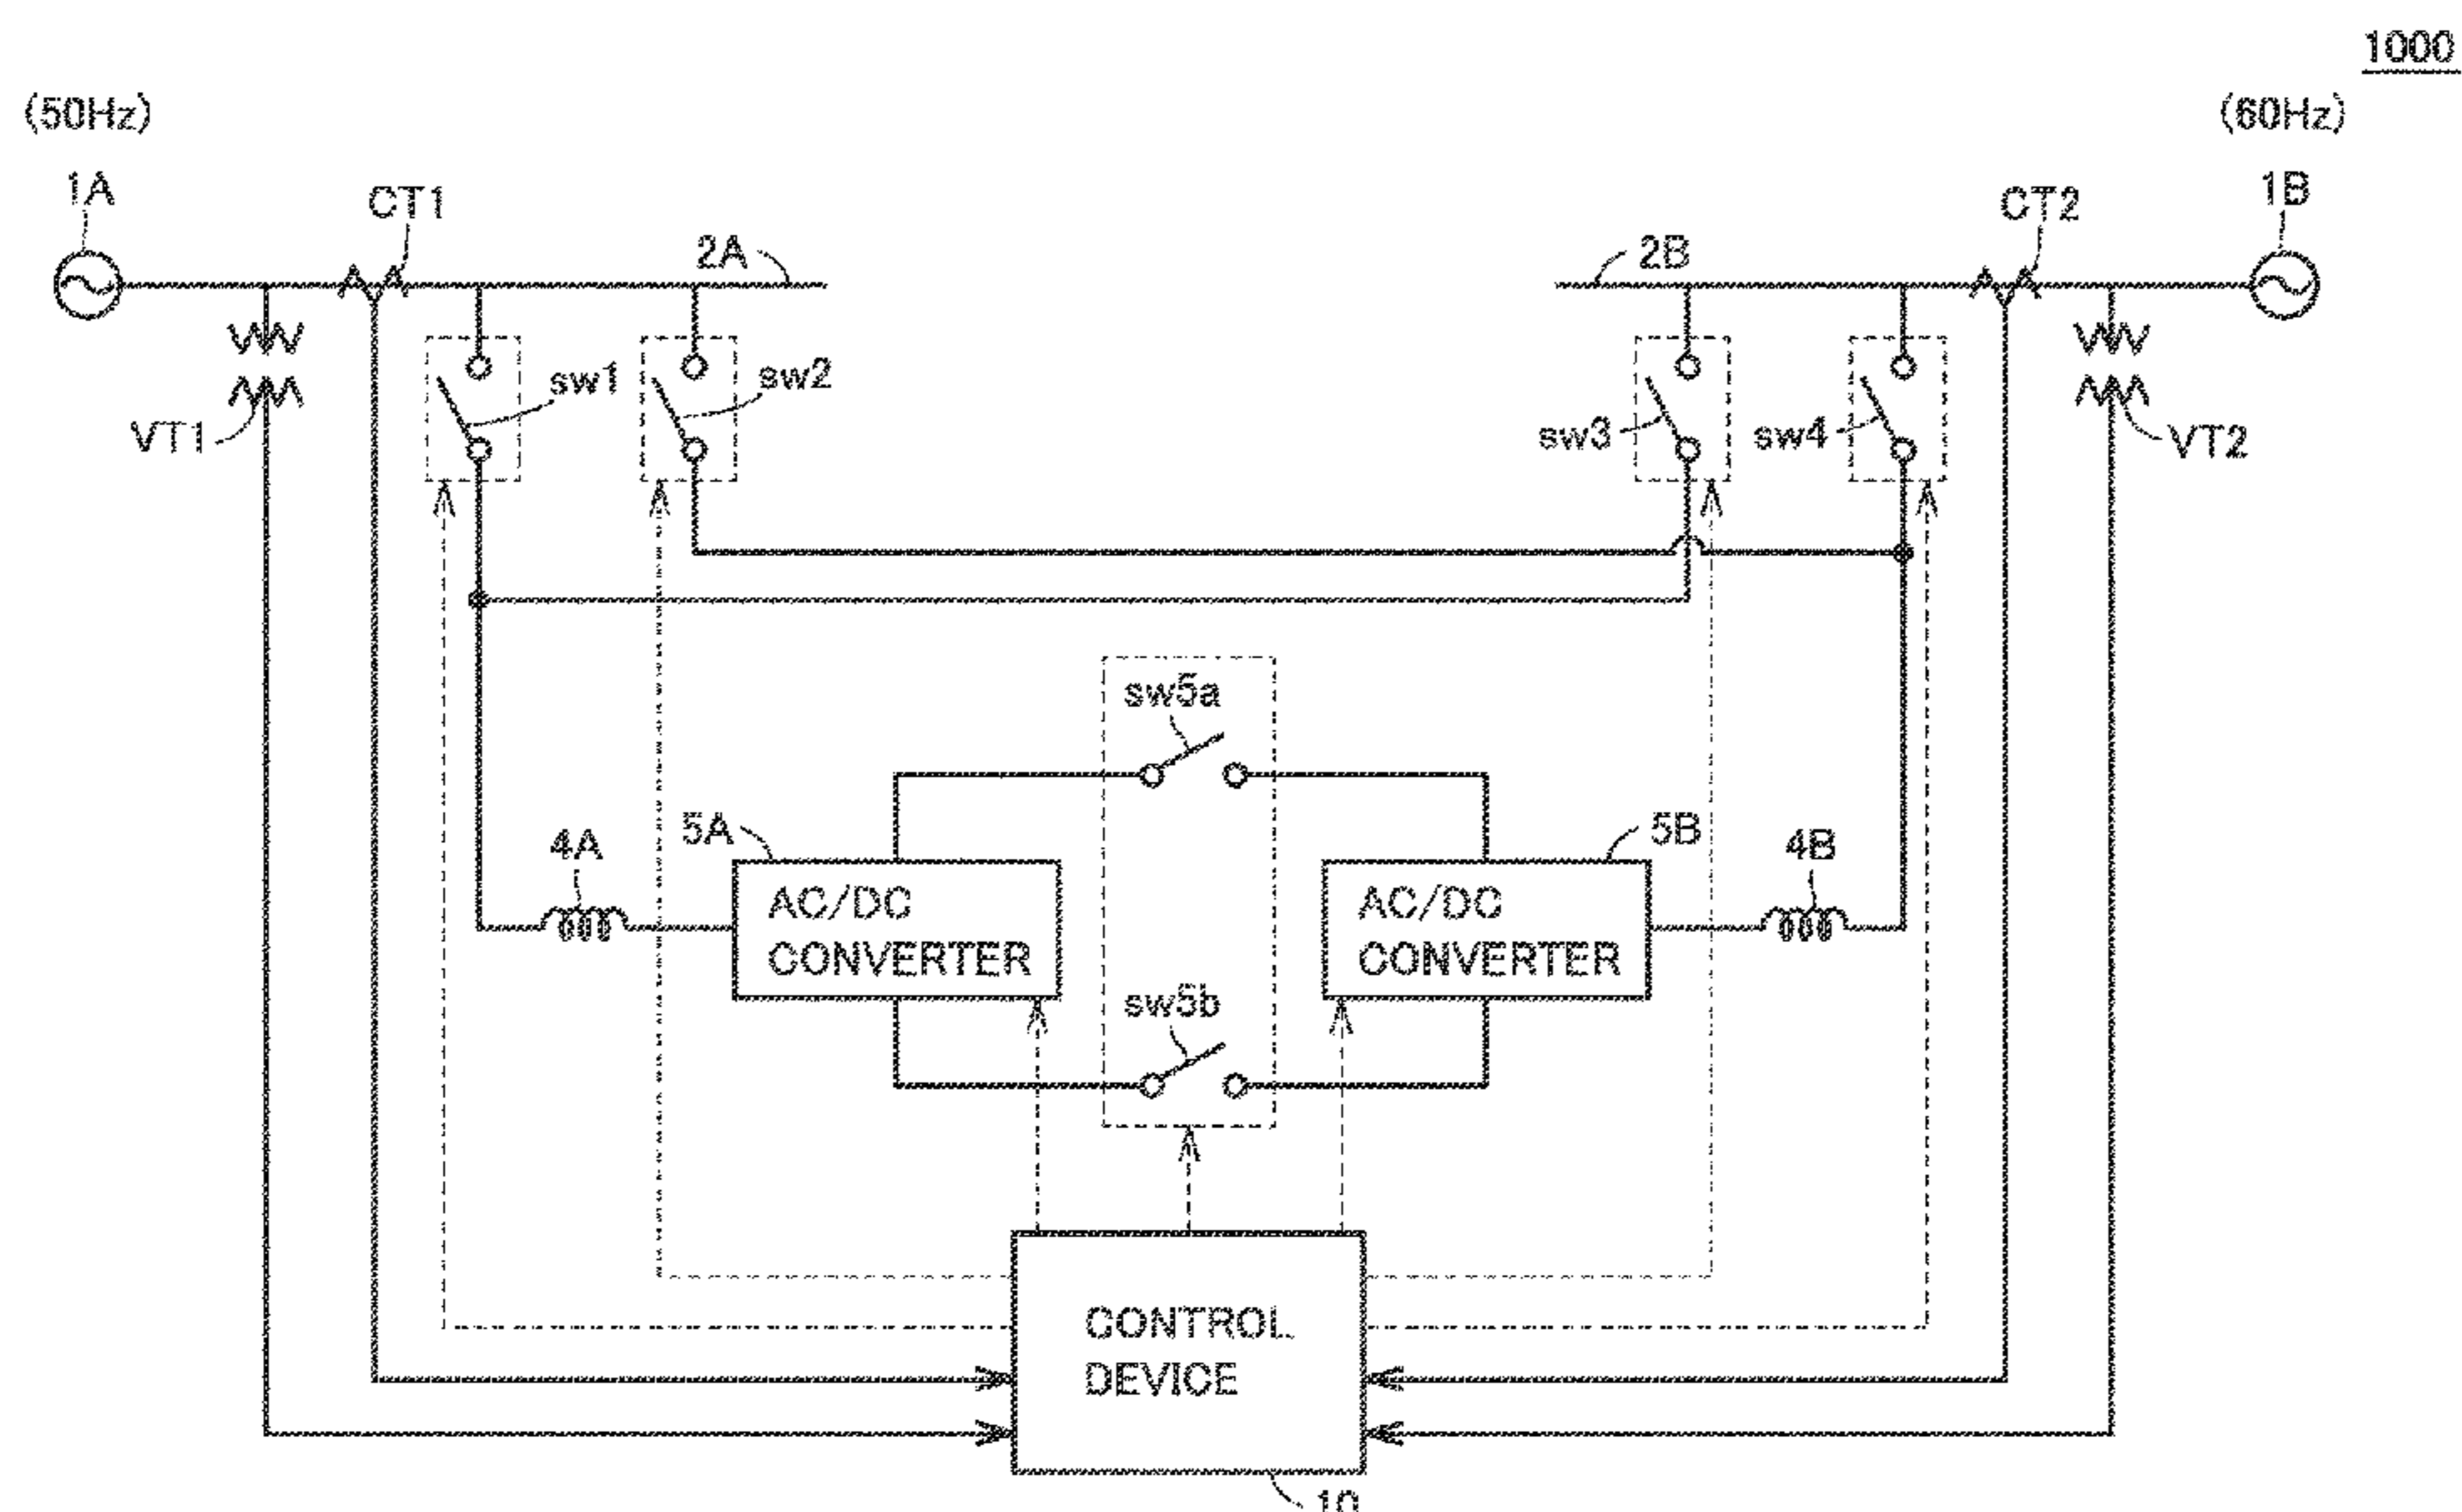 1000
(50Hz)
(60Hz)
1A
CT1
2A
2B
CT2
1B
sw1
sw2
sw3
sw4
VT1
VT2
sw5a
4A
5A
5B
4B
AC/DC
CONVERTER
AC/DC
CONVERTER
sw5b
CONTROL
DEVICE
10